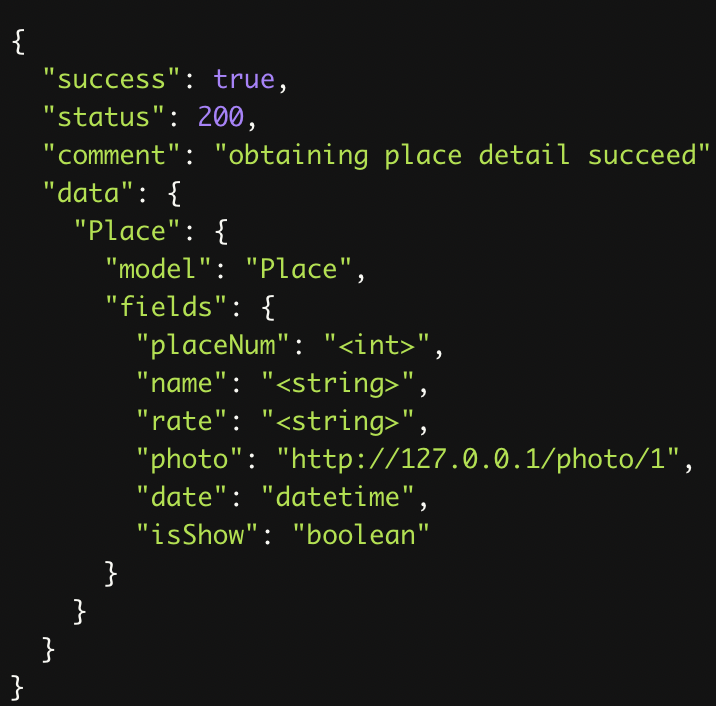 {
  "success": true,
  "status": 200,
  "comment": "obtaining place detail succeed"
  "data": {
    "Place": {
      "model": "Place",
      "fields": {
        "placeNum": "<int>",
        "name": "<string>",
        "rate": "<string>",
        "photo": "http://127.0.0.1/photo/1",
        "date": "datetime",
        "isShow": "boolean"
      }
    }
  }
}